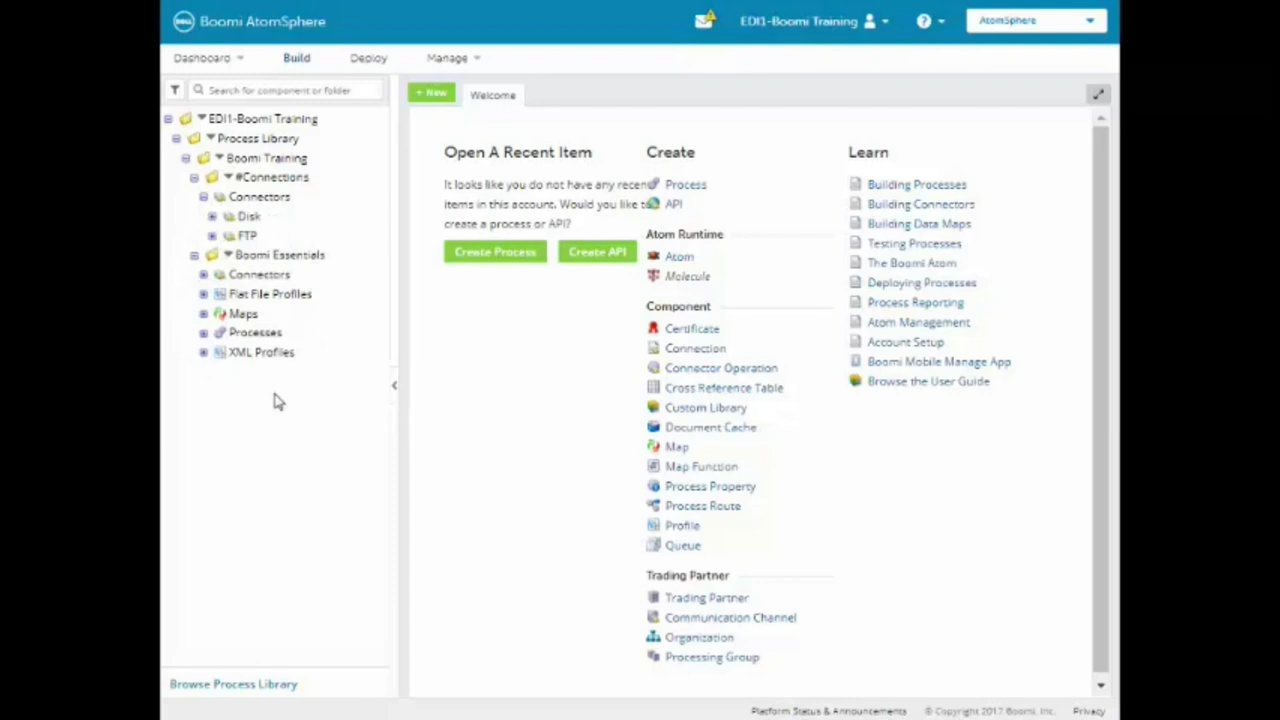 DELL Boomi AtomSphere
EDI1-Boomi Training
AtomSphere
Dashboard
Build
Deploy
Manage
Search for component or folder
+ New
Welcome
EDI1-Boomi Training
Process Library
Boomi Training
#Connections
Connectors
Disk
FTP
Boomi Essentials
Connectors
Flat File Profiles
Maps
Processes
XML Profiles
Browse Process Library
Open A Recent Item
It looks like you do not have any recent
items in this account. Would you like to
create a process or API?
Create Process
Create API
Create
Process
API
Atom Runtime
Atom
Molecule
Component
Certificate
Connection
Connector Operation
Cross Reference Table
Custom Library
Document Cache
Map
Map Function
Process Property
Process Route
Profile
Queue
Trading Partner
Trading Partner
Communication Channel
Organization
Processing Group
Learn
Building Processes
Building Connectors
Building Data Maps
Testing Processes
The Boomi Atom
Deploying Processes
Process Reporting
Atom Management
Account Setup
Boomi Mobile Manage App
Browse the User Guide
Platform Status & Announcements
© Copyright 2017 Boomi, Inc.
Privacy